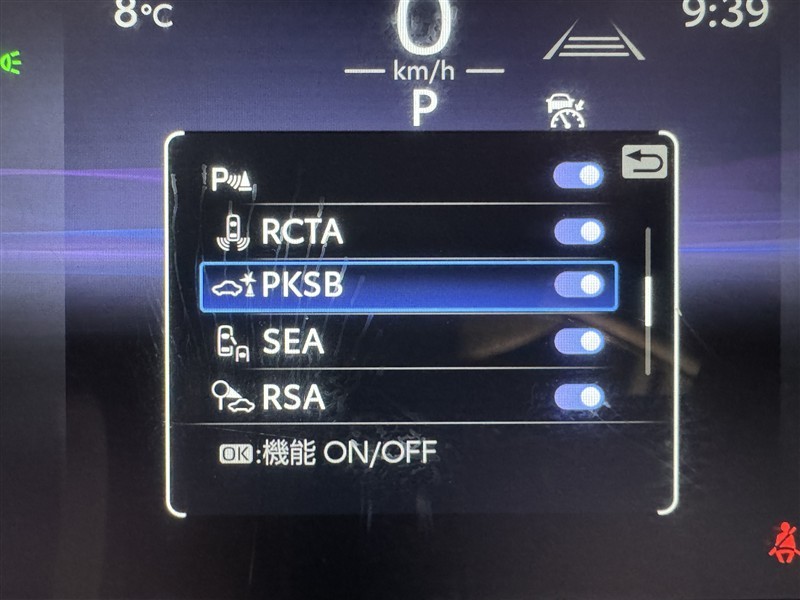 8°C
9:39
0
km/h
P
P
RCTA
PKSB
SEA
RSA
OK:機能 ON/OFF